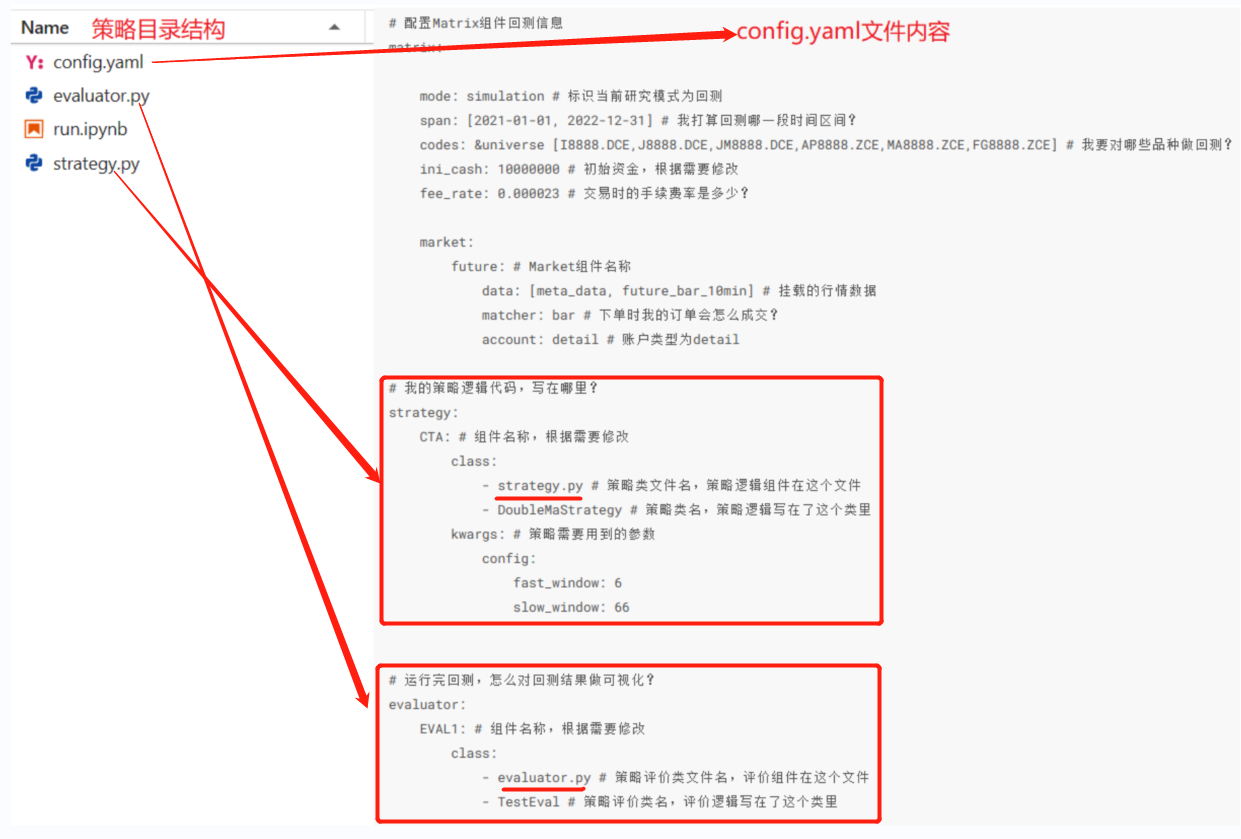 Name 策略目录结构
config.yaml
evaluator.py
run.ipynb
strategy.py
# 配置Matrix组件回测信息
config.yaml文件内容
matrix:
mode: simulation # 标识当前研究模式为回测
span: [2021-01-01, 2022-12-31] # 我打算回测哪一段时间区间?
codes: &universe [I8888.DCE,J8888.DCE,JM8888.DCE,AP8888.ZCE,MA8888.ZCE,FG8888.ZCE] # 我要对哪些品种做回测?
ini_cash: 10000000 # 初始资金，根据需要修改
fee_rate: 0.000023 # 交易时的手续费率是多少?
market:
future: # Market组件名称
data: [meta_data, future_bar_10min] # 挂载的行情数据
matcher: bar # 下单时我的订单会怎么成交?
account: detail # 账户类型为detail
# 我的策略逻辑代码，写在哪里?
strategy:
CTA: # 组件名称，根据需要修改
class:
- strategy.py # 策略类文件名，策略逻辑组件在这个文件
- DoubleMaStrategy # 策略类名，策略逻辑写在了这个类里
kwargs: # 策略需要用到的参数
config:
fast_window: 6
slow_window: 66
# 运行完回测，怎么对回测结果做可视化?
evaluator:
EVAL1: # 组件名称，根据需要修改
class:
- evaluator.py # 策略评价类文件名，评价组件在这个文件
- TestEval # 策略评价类名，评价逻辑写在了这个类里